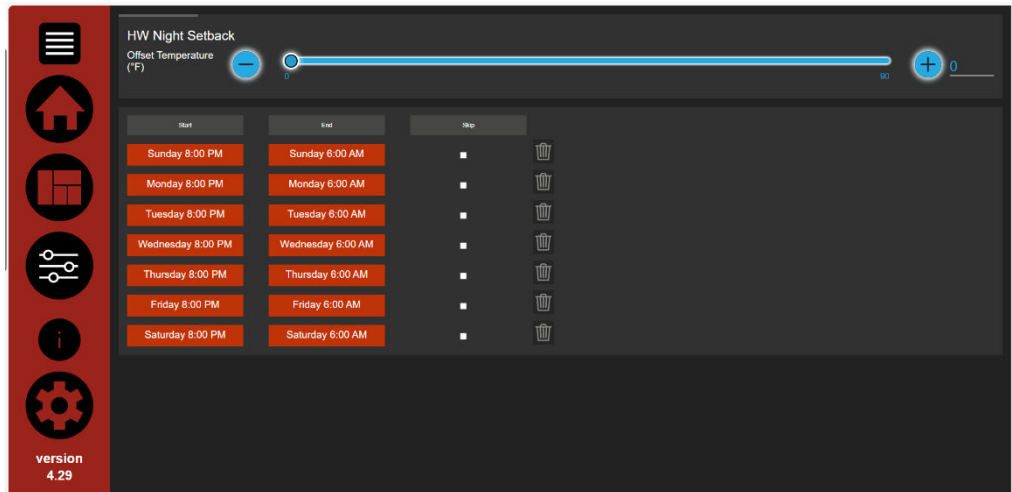 HW Night Setback
Offset Temperature
(°F)
0
90
0
Start End Skip
Sunday 8:00 PM Sunday 6:00 AM
Monday 8:00 PM Monday 6:00 AM
Tuesday 8:00 PM Tuesday 6:00 AM
Wednesday 8:00 PM Wednesday 6:00 AM
Thursday 8:00 PM Thursday 6:00 AM
Friday 8:00 PM Friday 6:00 AM
Saturday 8:00 PM Saturday 6:00 AM
i
version
4.29